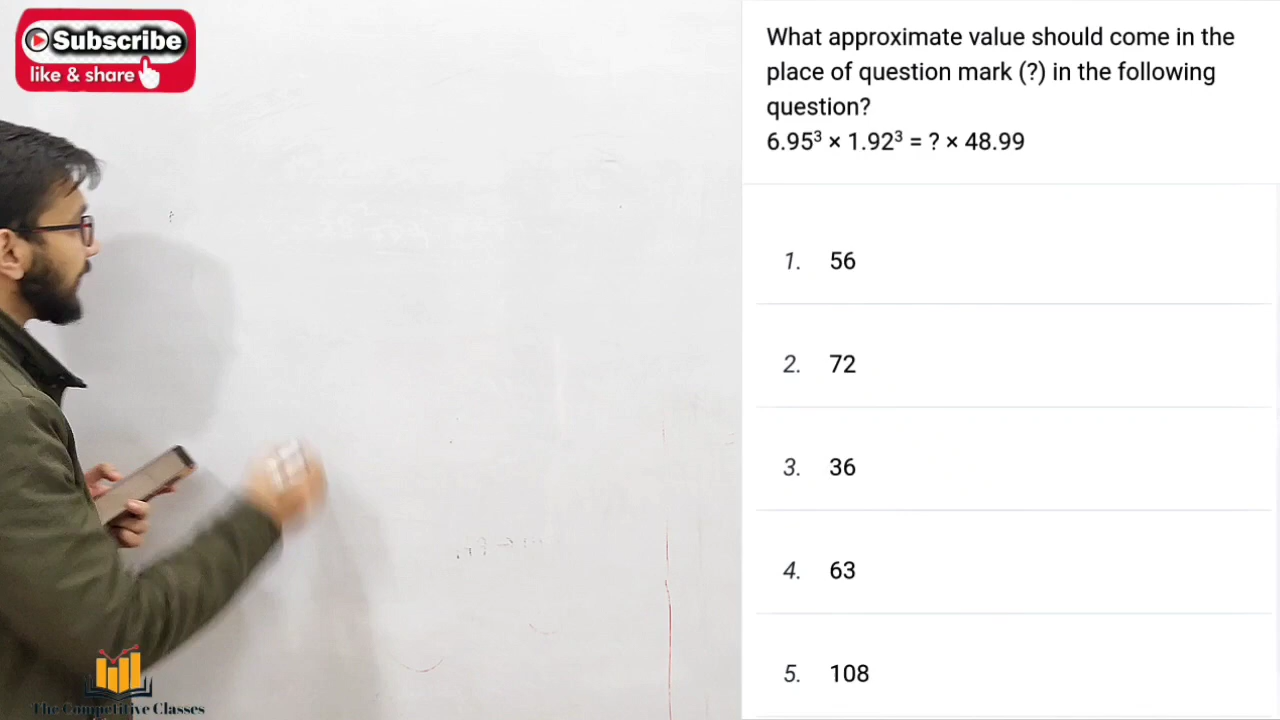 Subscribe
like & share
What approximate value should come in the
place of question mark (?) in the following
question?
6.95³ × 1.92³ = ? × 48.99
1. 56
2. 72
3. 36
4. 63
5. 108
The Competitive Classes